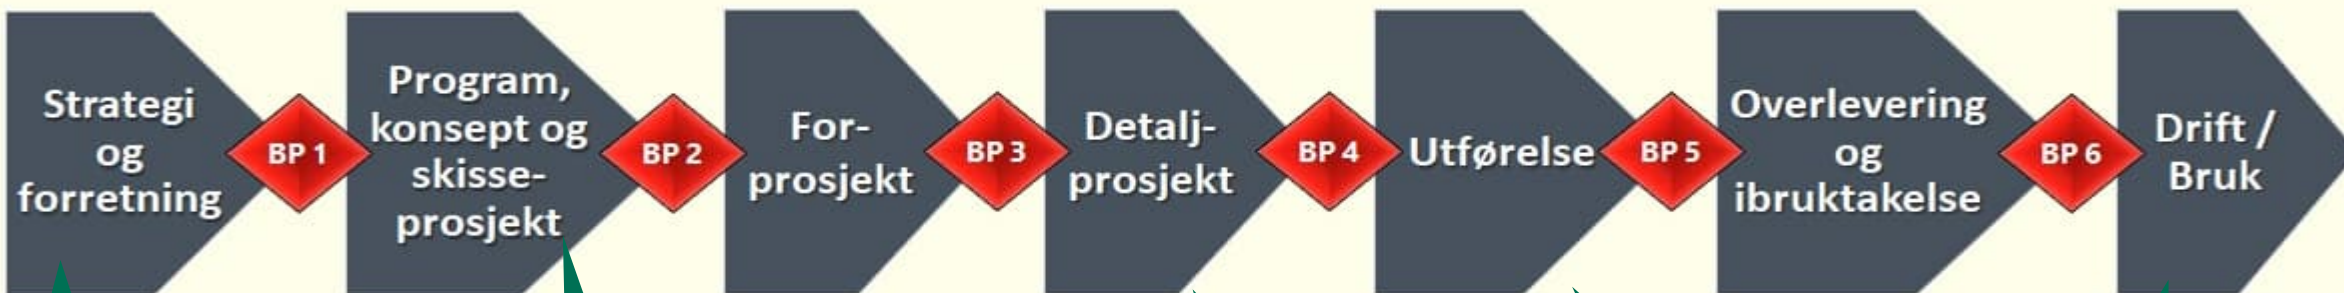 Strategi
og
forretning
BP 1
Program,
konsept og
skisse-
prosjekt
BP 2
For-
prosjekt
BP 3
Detalj-
prosjekt
BP 4
Utførelse
BP 5
Overlevering
og
ibruktakelse
BP 6
Drift /
Bruk